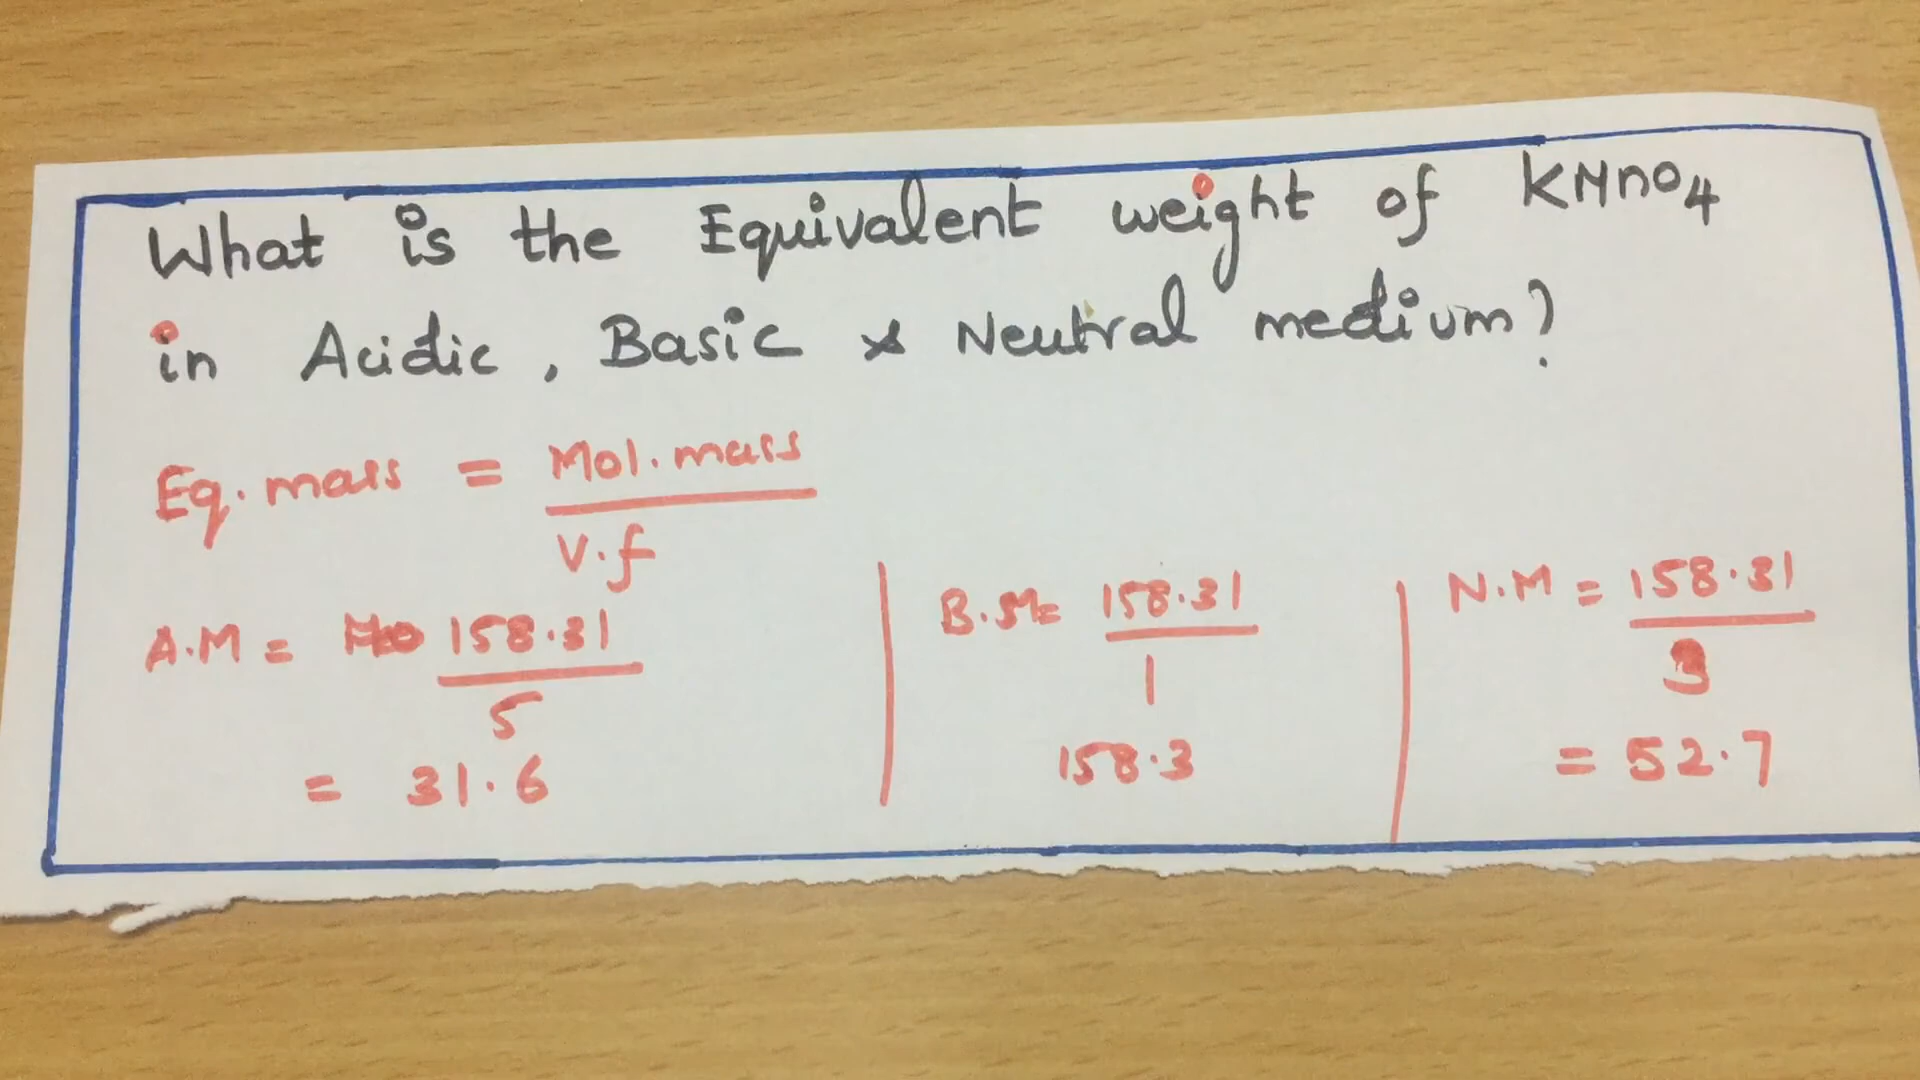 What is the Equivalent weight of KMnO4
in Acidic, Basic & Neutral medium?
Eq. mass = Mol. mass
V.f
A.M = 158.31
5
= 31.6
B.M= 158.31
1
158.3
N.M = 158.31
3
= 52.7